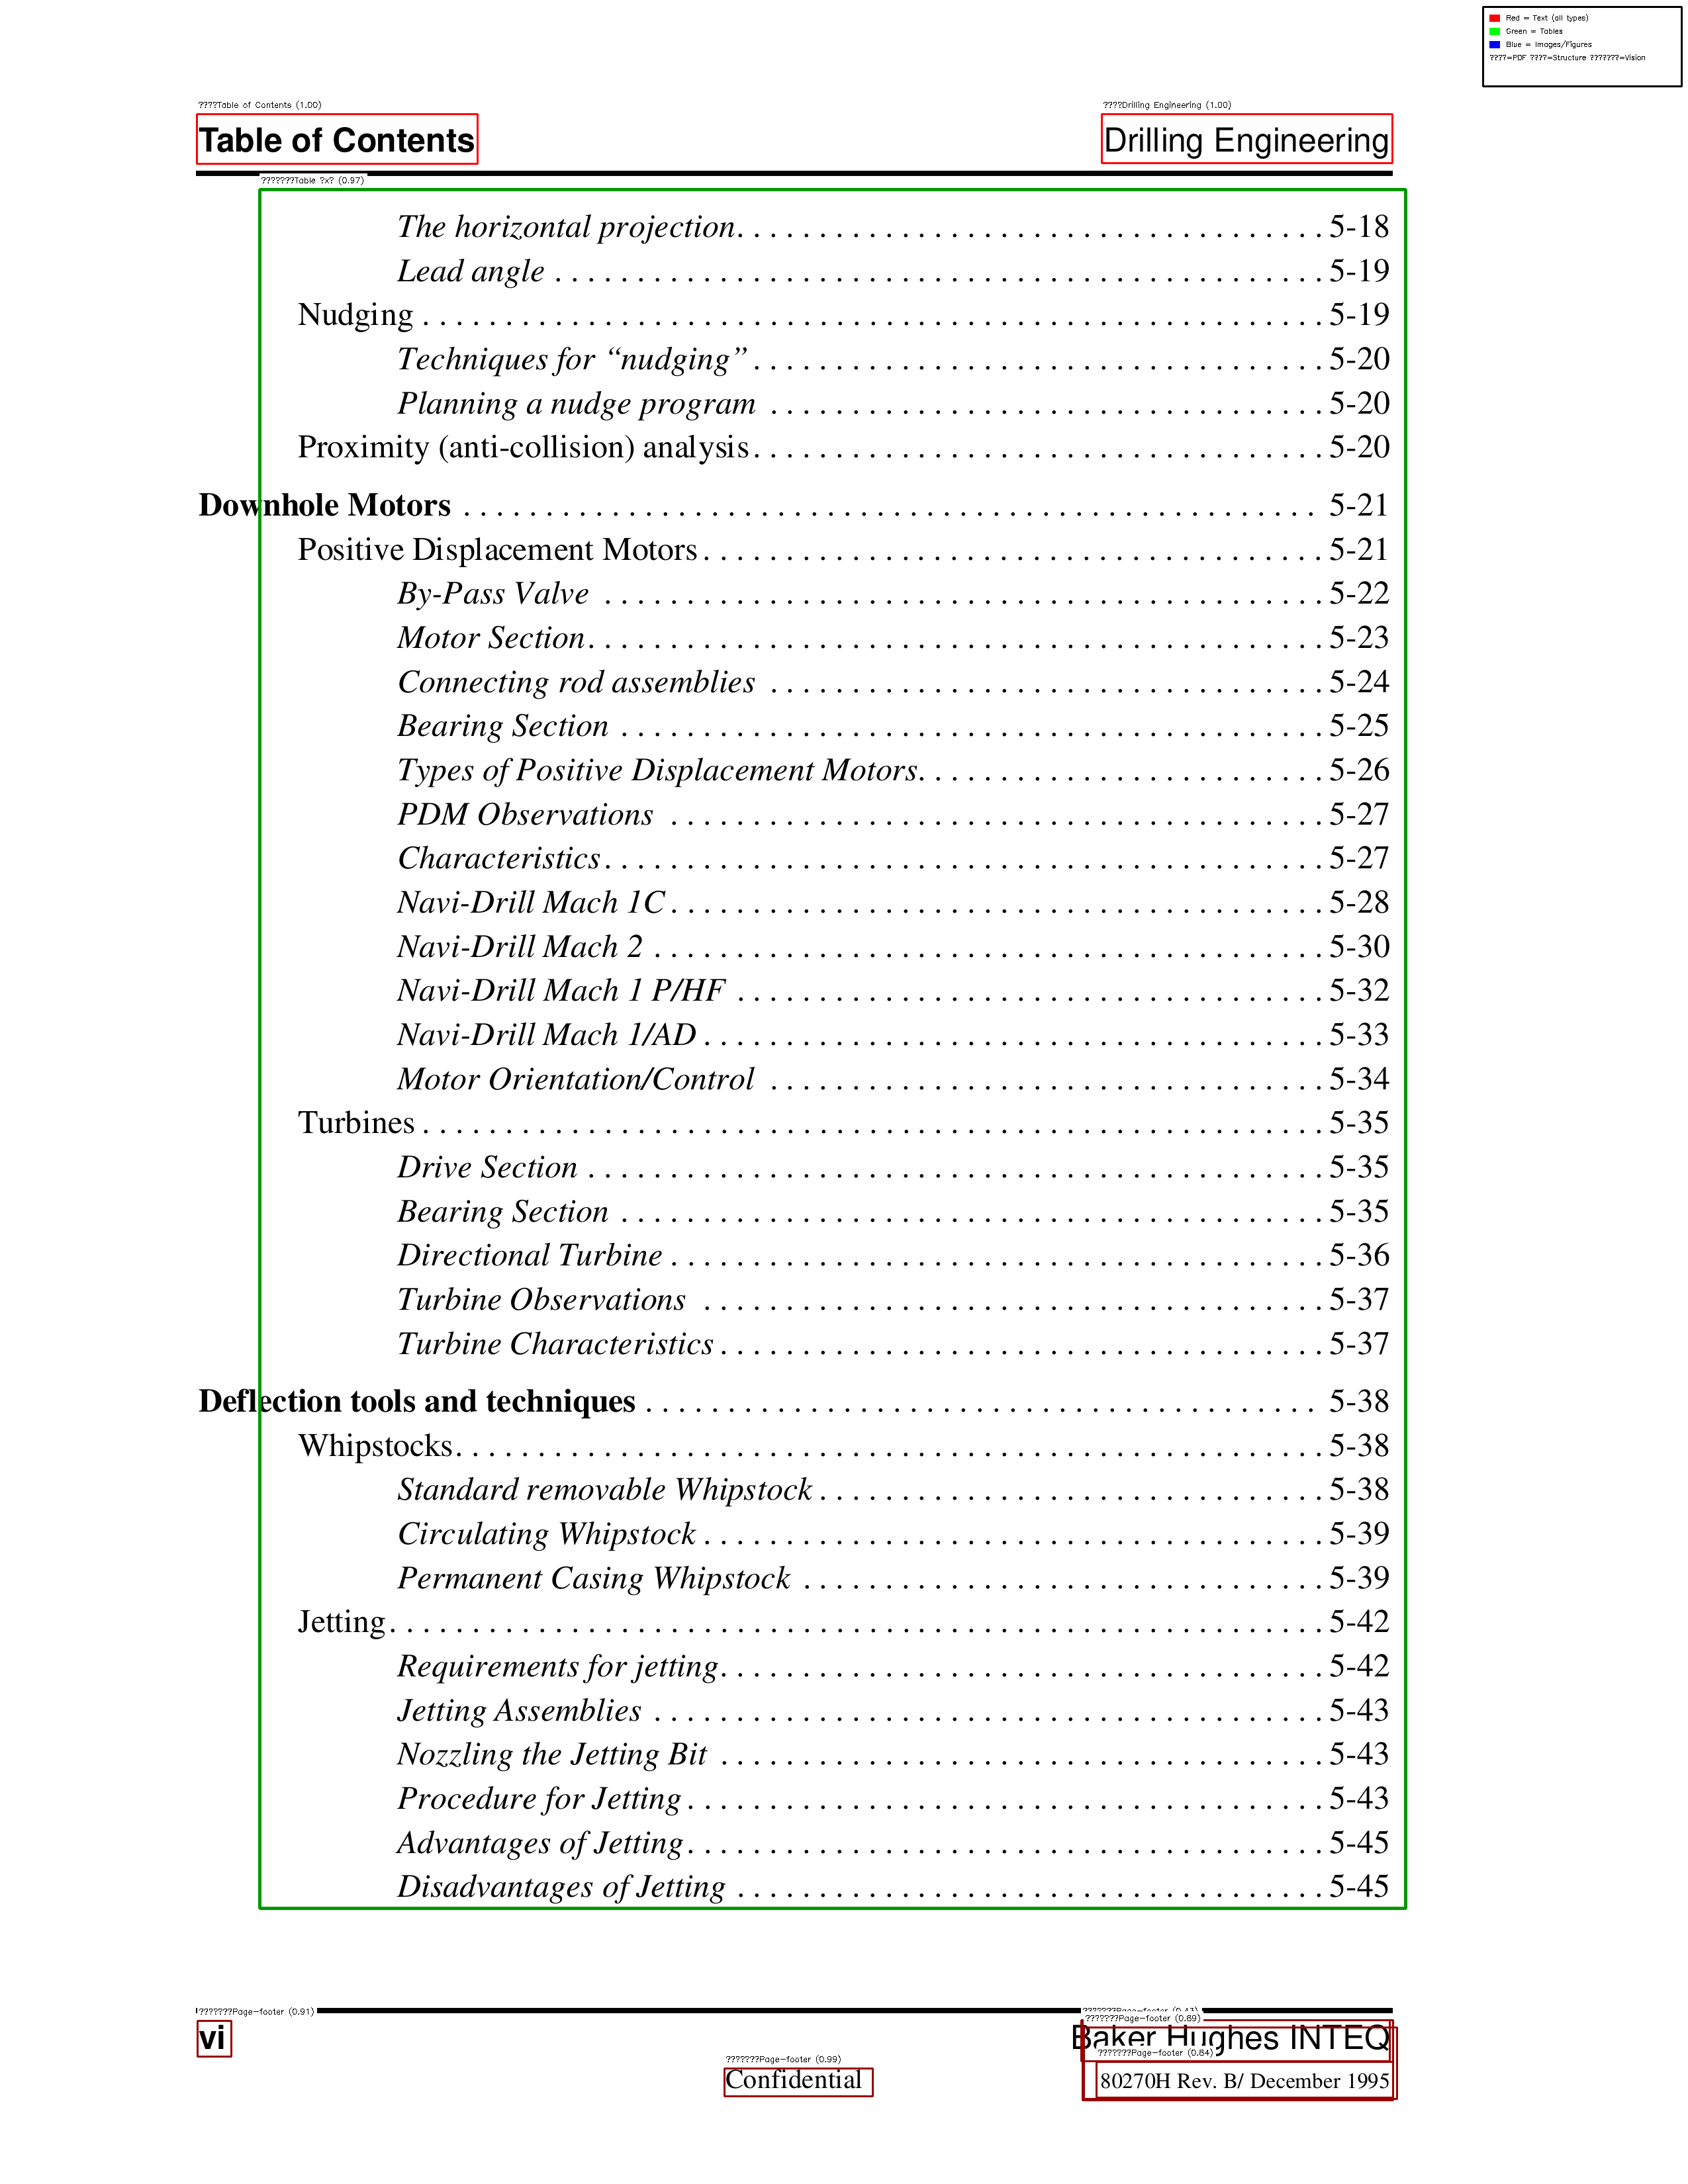 Red = Text (all types)
Green = Tables
Blue = Images/Figures
????=PDF ????=Structure ???????=Vision
????Table of Contents (1.00)
????Drilling Engineering (1.00)
Table of Contents
Drilling Engineering
???????Table ?x? (0.97)
The horizontal projection. . . . . . . . . . . . . . . . . . . . . . . . . . . . . . . . . . . . 5-18
Lead angle . . . . . . . . . . . . . . . . . . . . . . . . . . . . . . . . . . . . . . . . . . . . . . . 5-19
Nudging . . . . . . . . . . . . . . . . . . . . . . . . . . . . . . . . . . . . . . . . . . . . . . . . . . . . . . . 5-19
Techniques for “nudging” . . . . . . . . . . . . . . . . . . . . . . . . . . . . . . . . . . . 5-20
Planning a nudge program . . . . . . . . . . . . . . . . . . . . . . . . . . . . . . . . . . 5-20
Proximity (anti-collision) analysis. . . . . . . . . . . . . . . . . . . . . . . . . . . . . . . . . . . 5-20
Downhole Motors . . . . . . . . . . . . . . . . . . . . . . . . . . . . . . . . . . . . . . . . . . . . . . . . . . . . 5-21
Positive Displacement Motors. . . . . . . . . . . . . . . . . . . . . . . . . . . . . . . . . . . . . . 5-21
By-Pass Valve . . . . . . . . . . . . . . . . . . . . . . . . . . . . . . . . . . . . . . . . . . . . 5-22
Motor Section. . . . . . . . . . . . . . . . . . . . . . . . . . . . . . . . . . . . . . . . . . . . . 5-23
Connecting rod assemblies . . . . . . . . . . . . . . . . . . . . . . . . . . . . . . . . . . 5-24
Bearing Section . . . . . . . . . . . . . . . . . . . . . . . . . . . . . . . . . . . . . . . . . . . 5-25
Types of Positive Displacement Motors. . . . . . . . . . . . . . . . . . . . . . . . . 5-26
PDM Observations . . . . . . . . . . . . . . . . . . . . . . . . . . . . . . . . . . . . . . . . 5-27
Characteristics. . . . . . . . . . . . . . . . . . . . . . . . . . . . . . . . . . . . . . . . . . . . 5-27
Navi-Drill Mach 1C . . . . . . . . . . . . . . . . . . . . . . . . . . . . . . . . . . . . . . . . 5-28
Navi-Drill Mach 2 . . . . . . . . . . . . . . . . . . . . . . . . . . . . . . . . . . . . . . . . . 5-30
Navi-Drill Mach 1 P/HF . . . . . . . . . . . . . . . . . . . . . . . . . . . . . . . . . . . . 5-32
Navi-Drill Mach 1/AD . . . . . . . . . . . . . . . . . . . . . . . . . . . . . . . . . . . . . . 5-33
Motor Orientation/Control . . . . . . . . . . . . . . . . . . . . . . . . . . . . . . . . . . 5-34
Turbines . . . . . . . . . . . . . . . . . . . . . . . . . . . . . . . . . . . . . . . . . . . . . . . . . . . . . . . 5-35
Drive Section . . . . . . . . . . . . . . . . . . . . . . . . . . . . . . . . . . . . . . . . . . . . . 5-35
Bearing Section . . . . . . . . . . . . . . . . . . . . . . . . . . . . . . . . . . . . . . . . . . . 5-35
Directional Turbine . . . . . . . . . . . . . . . . . . . . . . . . . . . . . . . . . . . . . . . . 5-36
Turbine Observations . . . . . . . . . . . . . . . . . . . . . . . . . . . . . . . . . . . . . . 5-37
Turbine Characteristics . . . . . . . . . . . . . . . . . . . . . . . . . . . . . . . . . . . . . 5-37
Deflection tools and techniques . . . . . . . . . . . . . . . . . . . . . . . . . . . . . . . . . . . . . . . . . 5-38
Whipstocks. . . . . . . . . . . . . . . . . . . . . . . . . . . . . . . . . . . . . . . . . . . . . . . . . . . . . 5-38
Standard removable Whipstock . . . . . . . . . . . . . . . . . . . . . . . . . . . . . . . 5-38
Circulating Whipstock . . . . . . . . . . . . . . . . . . . . . . . . . . . . . . . . . . . . . . 5-39
Permanent Casing Whipstock . . . . . . . . . . . . . . . . . . . . . . . . . . . . . . . . 5-39
Jetting. . . . . . . . . . . . . . . . . . . . . . . . . . . . . . . . . . . . . . . . . . . . . . . . . . . . . . . . . 5-42
Requirements for jetting. . . . . . . . . . . . . . . . . . . . . . . . . . . . . . . . . . . . . 5-42
Jetting Assemblies . . . . . . . . . . . . . . . . . . . . . . . . . . . . . . . . . . . . . . . . . 5-43
Nozzling the Jetting Bit . . . . . . . . . . . . . . . . . . . . . . . . . . . . . . . . . . . . . 5-43
Procedure for Jetting . . . . . . . . . . . . . . . . . . . . . . . . . . . . . . . . . . . . . . . 5-43
Advantages of Jetting. . . . . . . . . . . . . . . . . . . . . . . . . . . . . . . . . . . . . . . 5-45
Disadvantages of Jetting . . . . . . . . . . . . . . . . . . . . . . . . . . . . . . . . . . . . 5-45
???????Page-footer (0.91)
???????Page-footer (0.43)
???????Page-footer (0.89)
vi
Baker Hughes INTEQ
???????Page-footer (0.84)
???????Page-footer (0.99)
Confidential
80270H Rev. B/ December 1995